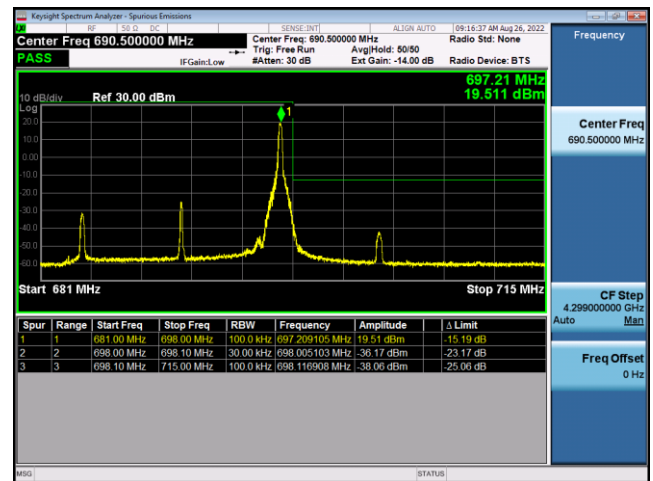 Keysight Spectrum Analyzer - Spurious Emissions
RF 50 Ω DC SENSE:INT ALIGN AUTO 09:16:37 AM Aug 26, 2022
Center Freq 690.500000 MHz
Center Freq: 690.500000 MHz Radio Std: None
Trig: Free Run Avg|Hold: 50/50
PASS IFGain:Low #Atten: 30 dB Ext Gain: -14.00 dB Radio Device: BTS
Frequency
697.21 MHz
10 dB/div Ref 30.00 dBm 19.511 dBm
Log
1
20.0
10.0
0.00
-10.0
-20.0
-30.0
-40.0
-50.0
-60.0
Start 681 MHz Stop 715 MHz
Center Freq
690.500000 MHz
CF Step
4.299000000 GHz
Auto Man
Freq Offset
0 Hz
Spur Range Start Freq Stop Freq RBW Frequency Amplitude Δ Limit
1 1 681.00 MHz 698.00 MHz 100.0 kHz 697.209105 MHz 19.51 dBm -15.19 dB
2 2 698.00 MHz 698.10 MHz 30.00 kHz 698.005103 MHz -36.17 dBm -23.17 dB
3 3 698.10 MHz 715.00 MHz 100.0 kHz 698.116908 MHz -38.06 dBm -25.06 dB
MSG STATUS